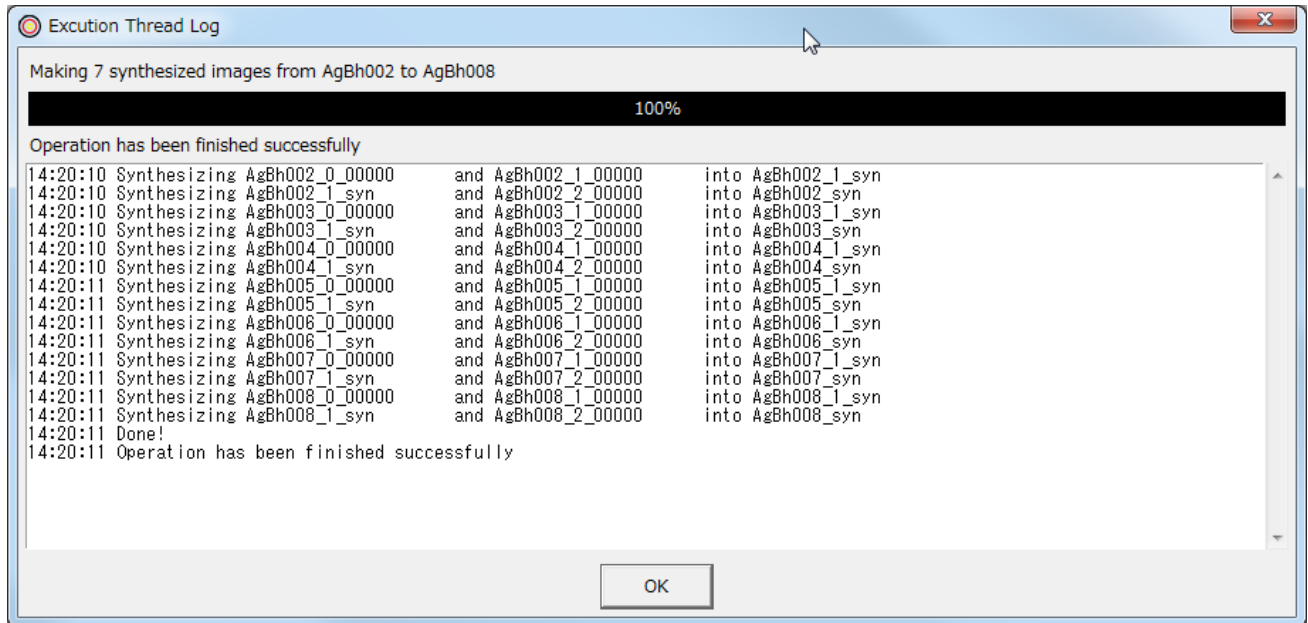 Excution Thread Log
Making 7 synthesized images from AgBh002 to AgBh008
100%
Operation has been finished successfully
14:20:10 Synthesizing AgBh002_0_00000 and AgBh002_1_00000 into AgBh002_1_syn
14:20:10 Synthesizing AgBh002_1_syn and AgBh002_2_00000 into AgBh002_syn
14:20:10 Synthesizing AgBh003_0_00000 and AgBh003_1_00000 into AgBh003_1_syn
14:20:10 Synthesizing AgBh003_1_syn and AgBh003_2_00000 into AgBh003_syn
14:20:10 Synthesizing AgBh004_0_00000 and AgBh004_1_00000 into AgBh004_1_syn
14:20:10 Synthesizing AgBh004_1_syn and AgBh004_2_00000 into AgBh004_syn
14:20:11 Synthesizing AgBh005_0_00000 and AgBh005_1_00000 into AgBh005_1_syn
14:20:11 Synthesizing AgBh005_1_syn and AgBh005_2_00000 into AgBh005_syn
14:20:11 Synthesizing AgBh006_0_00000 and AgBh006_1_00000 into AgBh006_1_syn
14:20:11 Synthesizing AgBh006_1_syn and AgBh006_2_00000 into AgBh006_syn
14:20:11 Synthesizing AgBh007_0_00000 and AgBh007_1_00000 into AgBh007_1_syn
14:20:11 Synthesizing AgBh007_1_syn and AgBh007_2_00000 into AgBh007_syn
14:20:11 Synthesizing AgBh008_0_00000 and AgBh008_1_00000 into AgBh008_1_syn
14:20:11 Synthesizing AgBh008_1_syn and AgBh008_2_00000 into AgBh008_syn
14:20:11 Done!
14:20:11 Operation has been finished successfully
OK